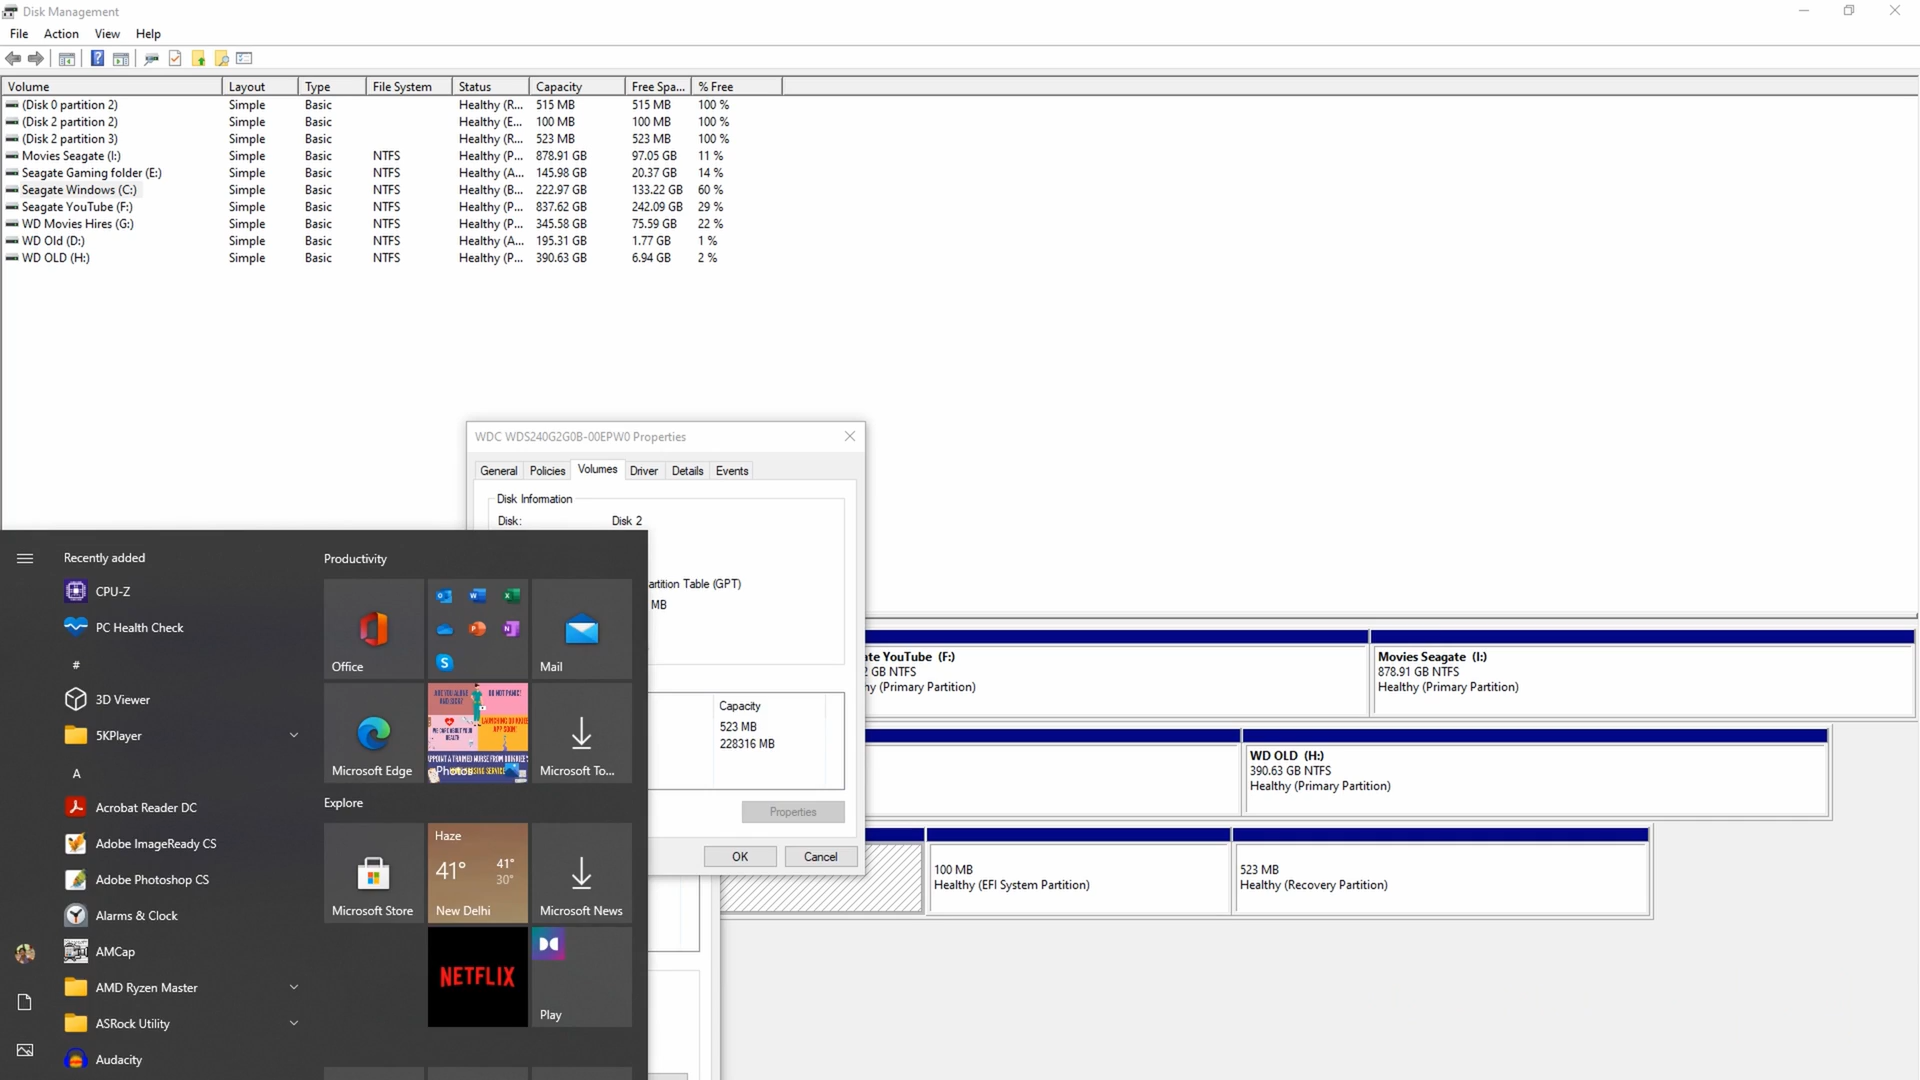 Disk Management
File Action View Help
Volume Layout Type File System Status Capacity Free Spa... % Free
(Disk 0 partition 2) Simple Basic Healthy (R... 515 MB 515 MB 100 %
(Disk 2 partition 2) Simple Basic Healthy (E... 100 MB 100 MB 100 %
(Disk 2 partition 3) Simple Basic Healthy (R... 523 MB 523 MB 100 %
Movies Seagate (I:) Simple Basic NTFS Healthy (P... 878.91 GB 97.05 GB 11 %
Seagate Gaming folder (E:) Simple Basic NTFS Healthy (A... 145.98 GB 20.37 GB 14 %
Seagate Windows (C:) Simple Basic NTFS Healthy (B... 222.97 GB 133.22 GB 60 %
Seagate YouTube (F:) Simple Basic NTFS Healthy (P... 837.62 GB 242.09 GB 29 %
WD Movies Hires (G:) Simple Basic NTFS Healthy (P... 345.58 GB 75.59 GB 22 %
WD Old (D:) Simple Basic NTFS Healthy (A... 195.31 GB 1.77 GB 1 %
WD OLD (H:) Simple Basic NTFS Healthy (P... 390.63 GB 6.94 GB 2 %
WDC WDS240G2G0B-00EPW0 Properties
General Policies Volumes Driver Details Events
Disk Information
Disk: Disk 2
artition Table (GPT)
MB
Capacity
523 MB
228316 MB
Properties
OK Cancel
te YouTube (F:)
2 GB NTFS
hy (Primary Partition)
Movies Seagate (I:)
878.91 GB NTFS
Healthy (Primary Partition)
WD OLD (H:)
390.63 GB NTFS
Healthy (Primary Partition)
100 MB
Healthy (EFI System Partition)
523 MB
Healthy (Recovery Partition)
Recently added
CPU-Z
PC Health Check
#
3D Viewer
5KPlayer
A
Acrobat Reader DC
Adobe ImageReady CS
Adobe Photoshop CS
Alarms & Clock
AMCap
AMD Ryzen Master
ASRock Utility
Audacity
Productivity
Office
Mail
Microsoft Edge
DO NOT PANIC!
Photos
Microsoft To...
Explore
Microsoft Store
Haze
41° 41°
30°
New Delhi
Microsoft News
NETFLIX
Play